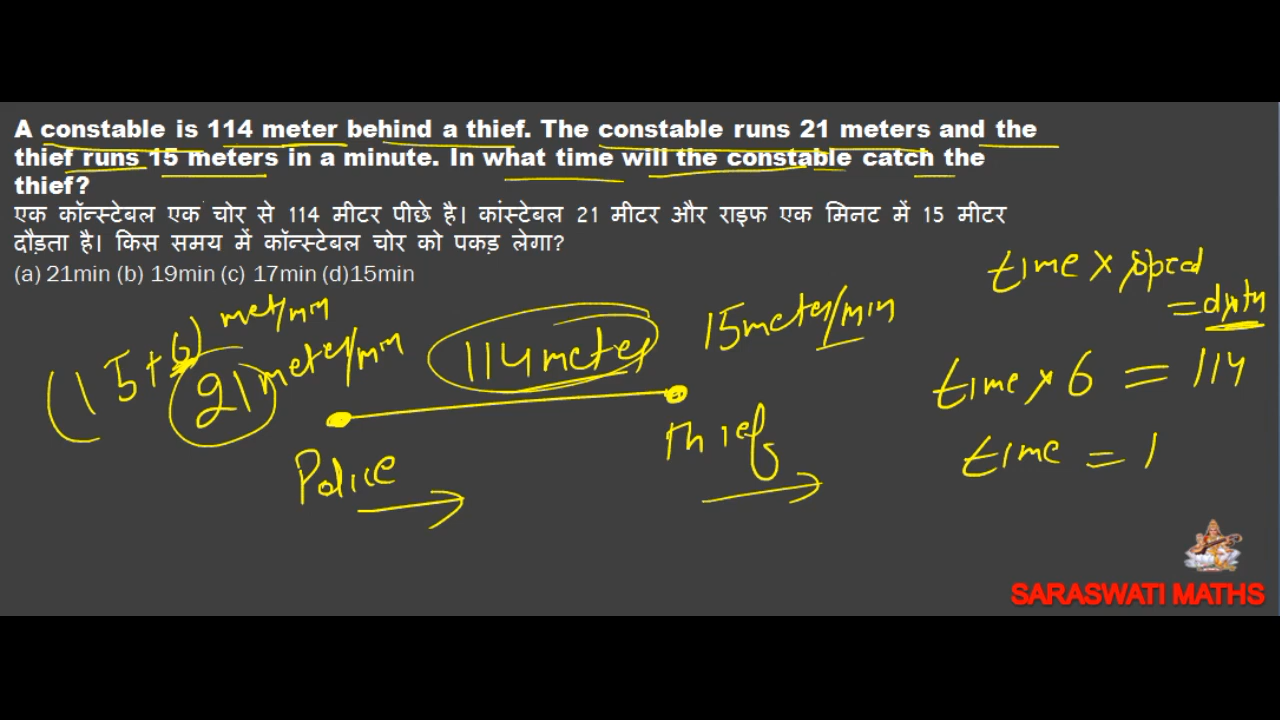 A constable is 114 meter behind a thief. The constable runs 21 meters and the
thief runs 15 meters in a minute. In what time will the constable catch the
thief?
एक कॉन्स्टेबल एक चोर से 114 मीटर पीछे है। कांस्टेबल 21 मीटर और राइफ एक मिनट में 15 मीटर
दौड़ता है। किस समय में कॉन्स्टेबल चोर को पकड़ लेगा?
(a) 21min (b) 19min (c) 17min (d)15min
time × speed
=
(15+6) met/min
21 meter/min
114 meter
15 meter/min
time × 6 = 114
Police
Thief
time = 1
SARASWATI MATHS